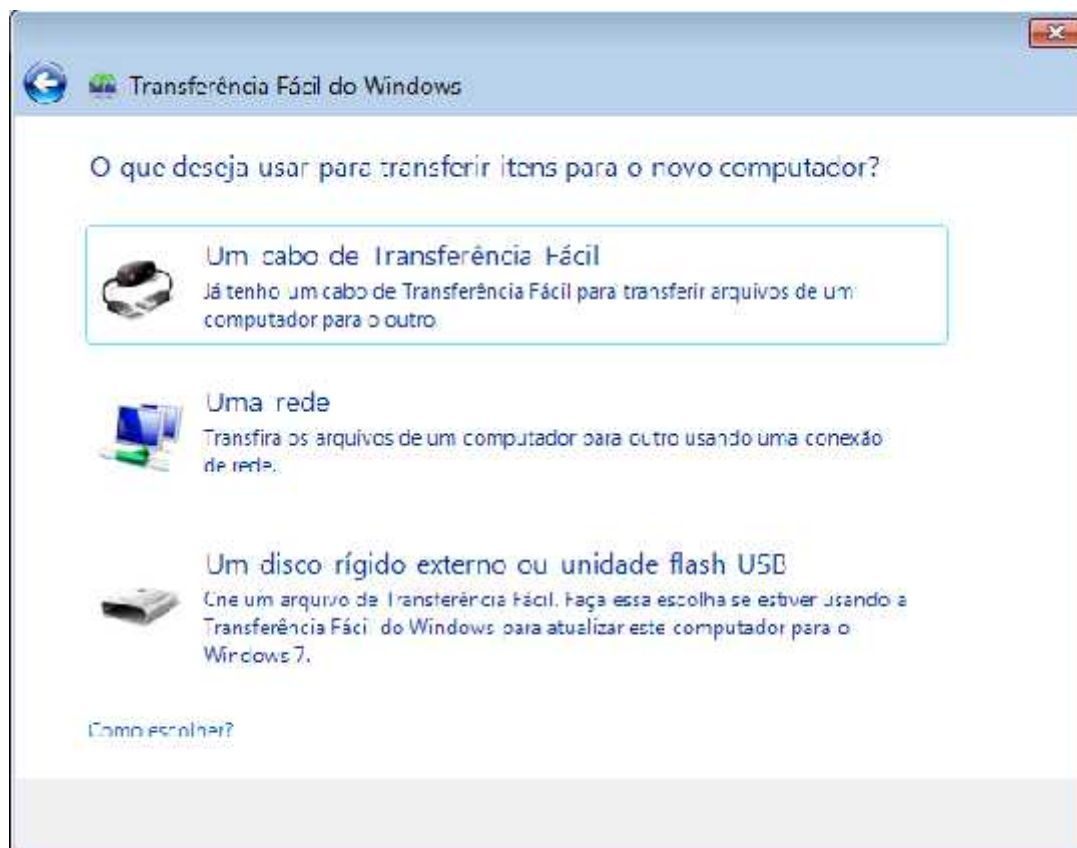 Transferência Fácil do Windows
O que deseja usar para transferir itens para o novo computador?
Um cabo de Transferência Fácil
Já tenho um cabo de Transferência Fácil para transferir arquivos de um
computador para o outro.
Uma rede
Transfira os arquivos de um computador para outro usando uma conexão
de rede.
Um disco rígido externo ou unidade flash USB
Crie um arquivo de Transferência Fácil. Faça essa escolha se estiver usando a
Transferência Fácil do Windows para atualizar este computador para o
Windows 7.
Como escolher?